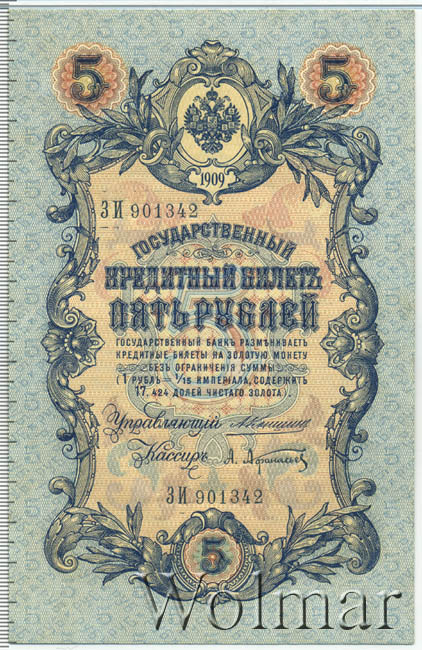 5 5
1909
ЗИ 901342
ГОСУДАРСТВЕННЫЙ
КРЕДИТНЫЙ БИЛЕТЪ
ПЯТЬ РУБЛЕЙ
ГОСУДАРСТВЕННЫЙ БАНКЪ РАЗМѢНИВАЕТЪ
КРЕДИТНЫЕ БИЛЕТЫ НА ЗОЛОТУЮ МОНЕТУ
БЕЗЪ ОГРАНИЧЕНІЯ СУММЫ
(1 РУБЛЬ = 1/15 ИМПЕРІАЛА, СОДЕРЖИТЪ
17,424 ДОЛЕЙ ЧИСТАГО ЗОЛОТА).
Управляющій
Кассиръ
ЗИ 901342
5
Wolmar